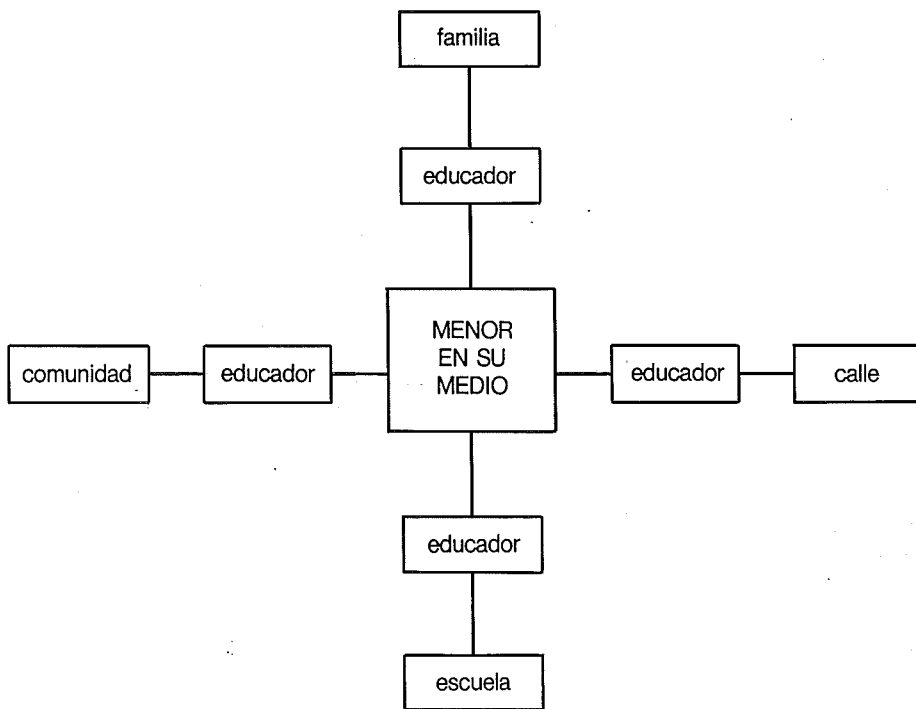 familia
educador
MENOR
EN SU
MEDIO
comunidad
educador
educador
calle
educador
escuela